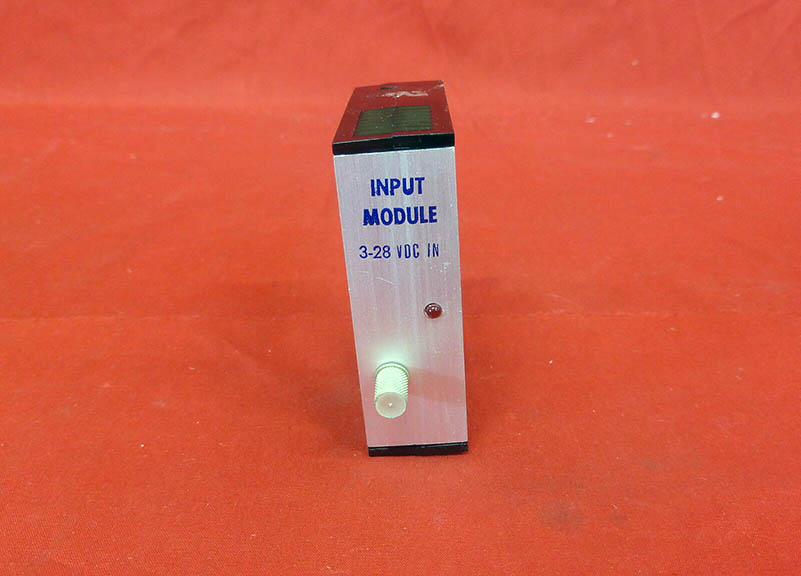 INPUT
MODULE
3-28 VDC IN